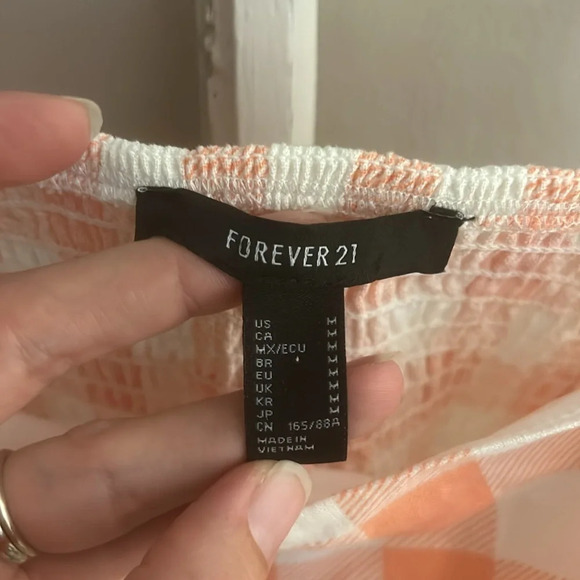 FOREVER 21
US M
CA M
MX/ECU M
BR M
EU M
UK M
KR M
JP M
CN 165/88A
MADE IN
VIETNAM